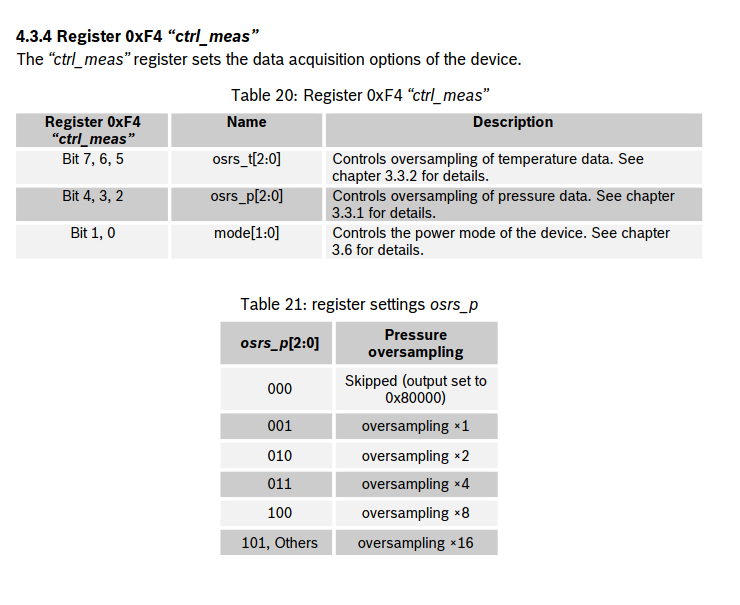 4.3.4 Register 0xF4 “ctrl_meas”
The “ctrl_meas” register sets the data acquisition options of the device.
Table 20: Register 0xF4 “ctrl_meas”
Register 0xF4 Name Description
“ctrl_meas”
Bit 7, 6, 5 osrs_t[2:0] Controls oversampling of temperature data. See
chapter 3.3.2 for details.
Bit 4, 3, 2 osrs_p[2:0] Controls oversampling of pressure data. See chapter
3.3.1 for details.
Bit 1, 0 mode[1:0] Controls the power mode of the device. See chapter
3.6 for details.
Table 21: register settings osrs_p
osrs_p[2:0] Pressure
oversampling
000 Skipped (output set to
0x80000)
001 oversampling ×1
010 oversampling ×2
011 oversampling ×4
100 oversampling ×8
101, Others oversampling ×16